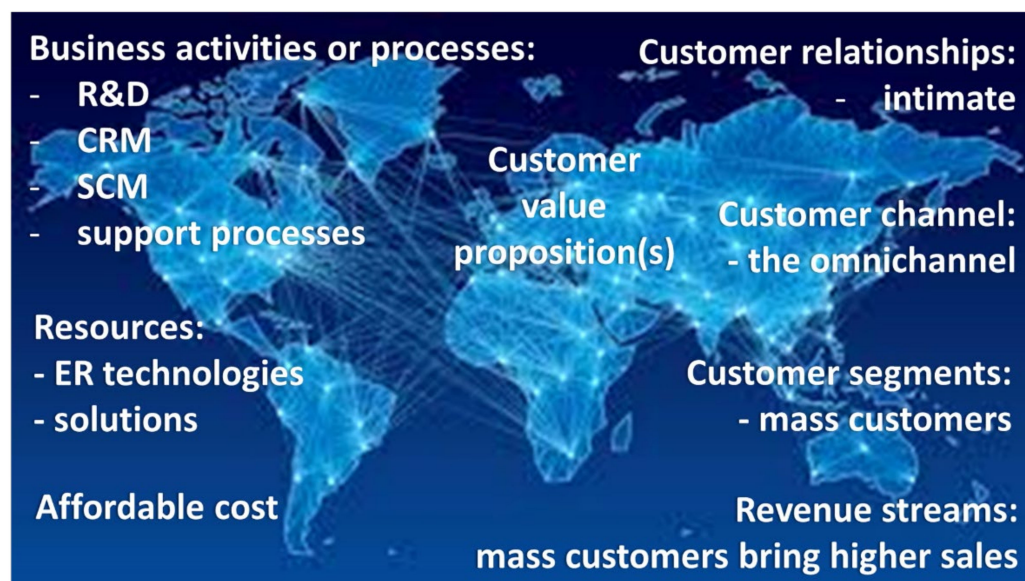 Business activities or processes:
- R&D
- CRM
- SCM
- support processes
Resources:
- ER technologies
- solutions
Affordable cost
Customer
value
proposition(s)
Customer relationships:
- intimate
Customer channel:
- the omnichannel
Customer segments:
- mass customers
Revenue streams:
mass customers bring higher sales